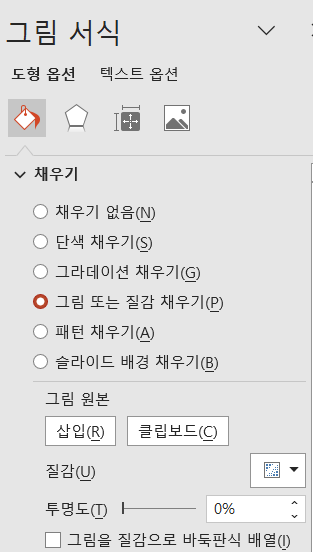 그림 서식
도형 옵션 텍스트 옵션
채우기
채우기 없음(N)
단색 채우기(S)
그라데이션 채우기(G)
그림 또는 질감 채우기(P)
패턴 채우기(A)
슬라이드 배경 채우기(B)
그림 원본
삽입(R) 클립보드(C)
질감(U)
투명도(T) 0%
그림을 질감으로 바둑판식 배열(I)